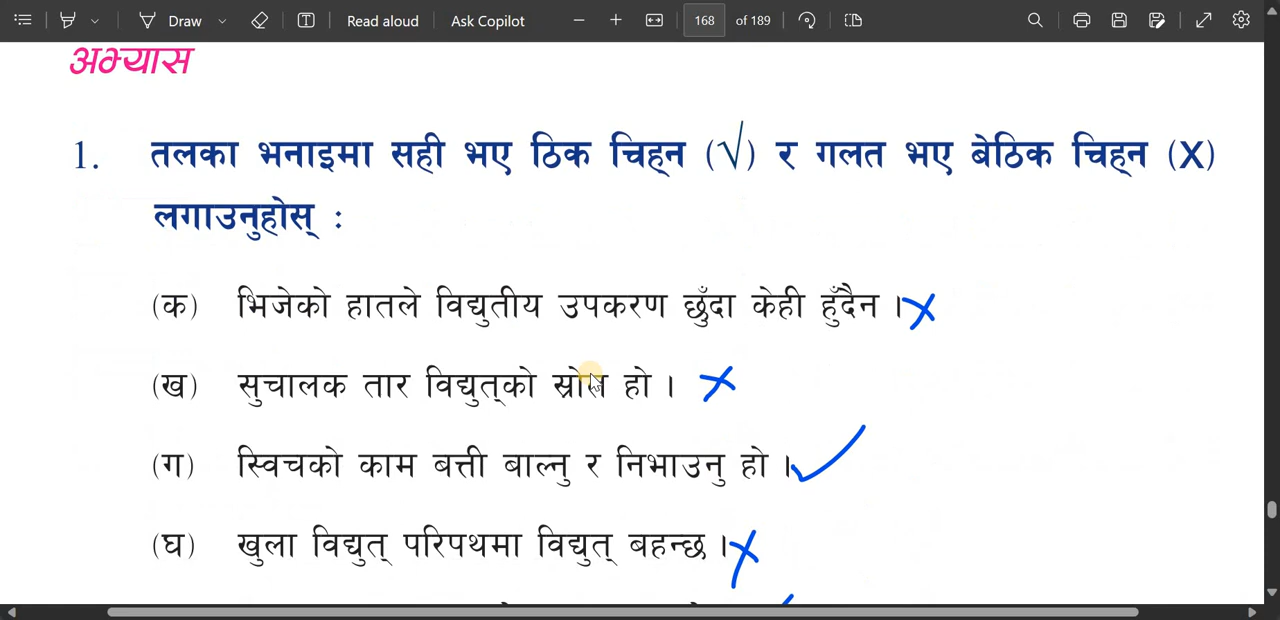 Draw Read aloud Ask Copilot 168 of 189
अभ्यास
1. तलका भनाइमा सही भए ठिक चिह्न (√) र गलत भए बेठिक चिह्न (X)
लगाउनुहोस् :
(क) भिजेको हातले विद्युतीय उपकरण छुँदा केही हुँदैन । ✗
(ख) सुचालक तार विद्युत्‌को स्रोत हो । ✗
(ग) स्विचको काम बत्ती बाल्नु र निभाउनु हो । ✓
(घ) खुला विद्युत् परिपथमा विद्युत् बहन्छ । ✗